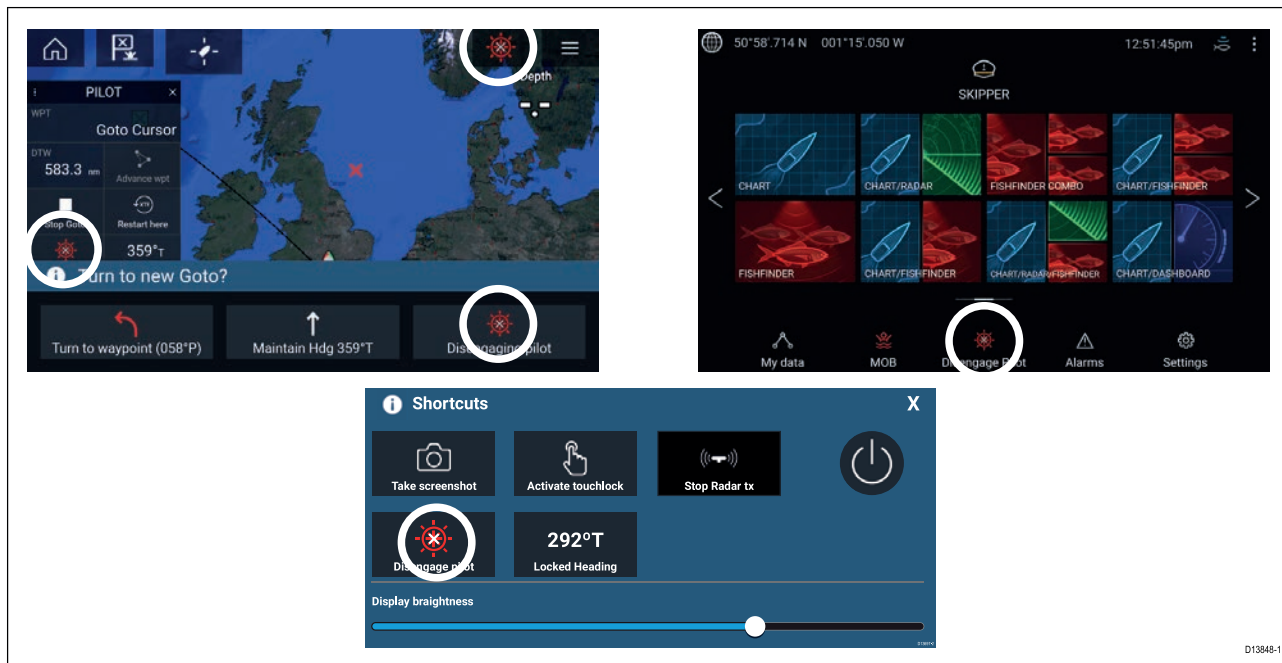 Depth
PILOT
WPT
Goto Cursor
DTW
583.3 nm
Advance wpt
Stop Goto
XTE
Restart here
359°T
Turn to new Goto?
Turn to waypoint (058°P)
Maintain Hdg 359°T
Disengaging pilot
50°58'.714 N 001°15'.050 W
12:51:45pm
SKIPPER
CHART
CHART/RADAR
FISHFINDER COMBO
CHART/FISHFINDER
FISHFINDER
CHART/FISHFINDER
CHART/RADAR/FISHFINDER
CHART/DASHBOARD
My data
MOB
Disengage Pilot
Alarms
Settings
Shortcuts
X
Take screenshot
Activate touchlock
Stop Radar tx
Disengage pilot
292°T
Locked Heading
Display braightness
D13848-1